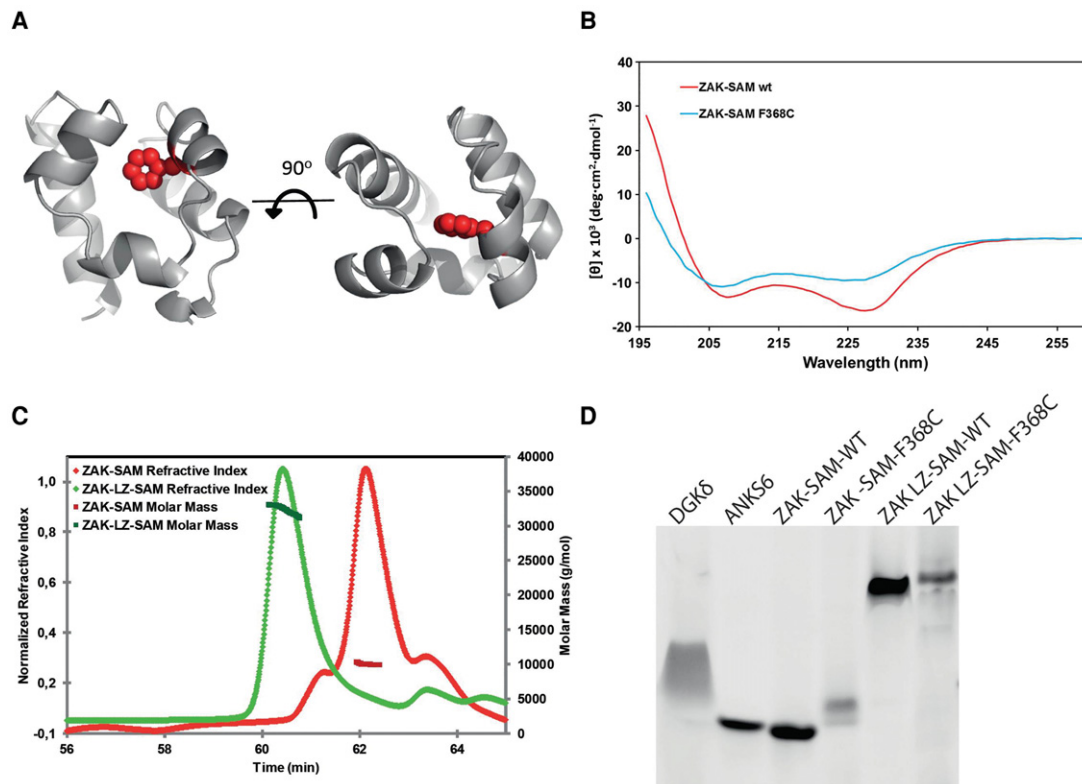 A
90°
B
ZAK-SAM wt
ZAK-SAM F368C
[θ] x 10³ (deg·cm²·dmol⁻¹)
40
30
20
10
0
-10
-20
195
205
215
225
235
245
255
Wavelength (nm)
C
ZAK-SAM Refractive Index
ZAK-LZ-SAM Refractive Index
ZAK-SAM Molar Mass
ZAK-LZ-SAM Molar Mass
Normalized Refractive Index
1,0
0,8
0,6
0,4
0,2
-0,1
40000
35000
30000
25000
20000
15000
10000
5000
0
Molar Mass (g/mol)
56
58
60
62
64
Time (min)
D
DGKδ
ANKS6
ZAK-SAM-WT
ZAK -SAM-F368C
ZAK LZ-SAM-WT
ZAK LZ-SAM-F368C